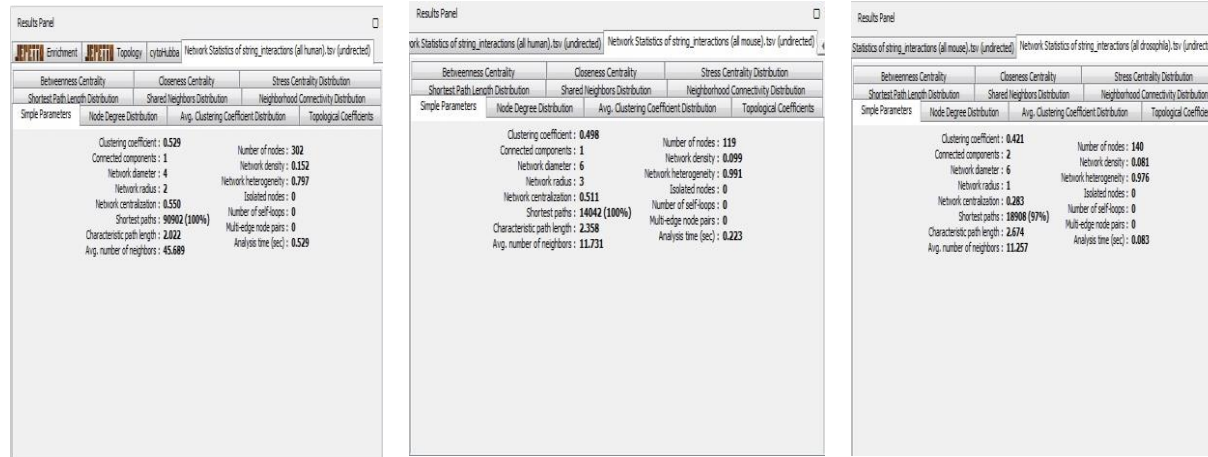 Results Panel
JEPETTO Enrichment JEPETTO Topology cytoHubba Network Statistics of string_interactions (all human).tsv (undirected)
Betweenness Centrality Closeness Centrality Stress Centrality Distribution
Shortest Path Length Distribution Shared Neighbors Distribution Neighborhood Connectivity Distribution
Simple Parameters Node Degree Distribution Avg. Clustering Coefficient Distribution Topological Coefficients
Clustering coefficient : 0.529
Connected components : 1
Network diameter : 4
Network radius : 2
Network centralization : 0.550
Shortest paths : 90902 (100%)
Characteristic path length : 2.022
Avg. number of neighbors : 45.689
Number of nodes : 302
Network density : 0.152
Network heterogeneity : 0.797
Isolated nodes : 0
Number of self-loops : 0
Multi-edge node pairs : 0
Analysis time (sec) : 0.529
Results Panel
ork Statistics of string_interactions (all human).tsv (undirected) Network Statistics of string_interactions (all mouse).tsv (undirected)
Betweenness Centrality Closeness Centrality Stress Centrality Distribution
Shortest Path Length Distribution Shared Neighbors Distribution Neighborhood Connectivity Distribution
Simple Parameters Node Degree Distribution Avg. Clustering Coefficient Distribution Topological Coefficients
Clustering coefficient : 0.498
Connected components : 1
Network diameter : 6
Network radius : 3
Network centralization : 0.511
Shortest paths : 14042 (100%)
Characteristic path length : 2.358
Avg. number of neighbors : 11.731
Number of nodes : 119
Network density : 0.099
Network heterogeneity : 0.991
Isolated nodes : 0
Number of self-loops : 0
Multi-edge node pairs : 0
Analysis time (sec) : 0.223
Results Panel
Statistics of string_interactions (all mouse).tsv (undirected) Network Statistics of string_interactions (all drosophila).tsv (undirect
Betweenness Centrality Closeness Centrality Stress Centrality Distribution
Shortest Path Length Distribution Shared Neighbors Distribution Neighborhood Connectivity Distribution
Simple Parameters Node Degree Distribution Avg. Clustering Coefficient Distribution Topological Coefficie
Clustering coefficient : 0.421
Connected components : 2
Network diameter : 6
Network radius : 1
Network centralization : 0.283
Shortest paths : 18908 (97%)
Characteristic path length : 2.674
Avg. number of neighbors : 11.257
Number of nodes : 140
Network density : 0.081
Network heterogeneity : 0.976
Isolated nodes : 0
Number of self-loops : 0
Multi-edge node pairs : 0
Analysis time (sec) : 0.083